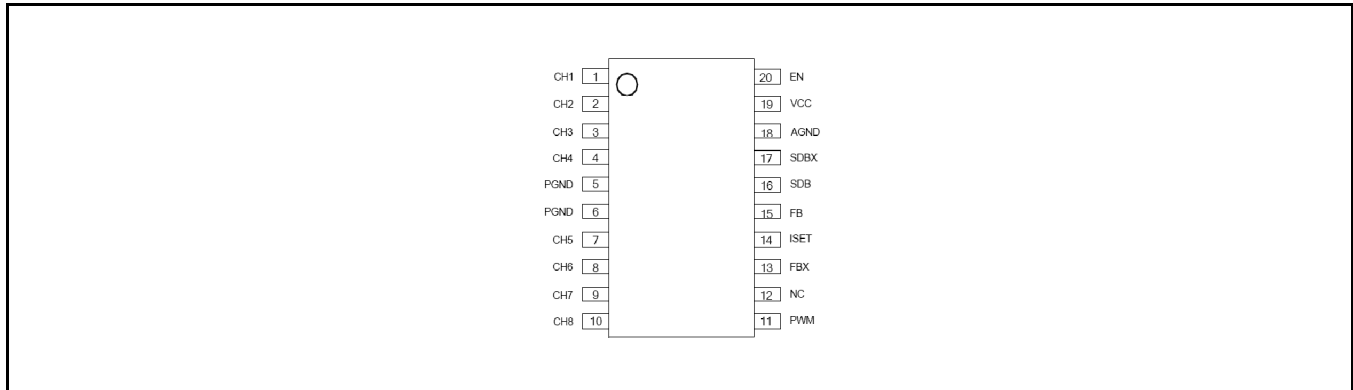 CH1 1 20 EN
CH2 2 19 VCC
CH3 3 18 AGND
CH4 4 17 SDBX
PGND 5 16 SDB
PGND 6 15 FB
CH5 7 14 ISET
CH6 8 13 FBX
CH7 9 12 NC
CH8 10 11 PWM